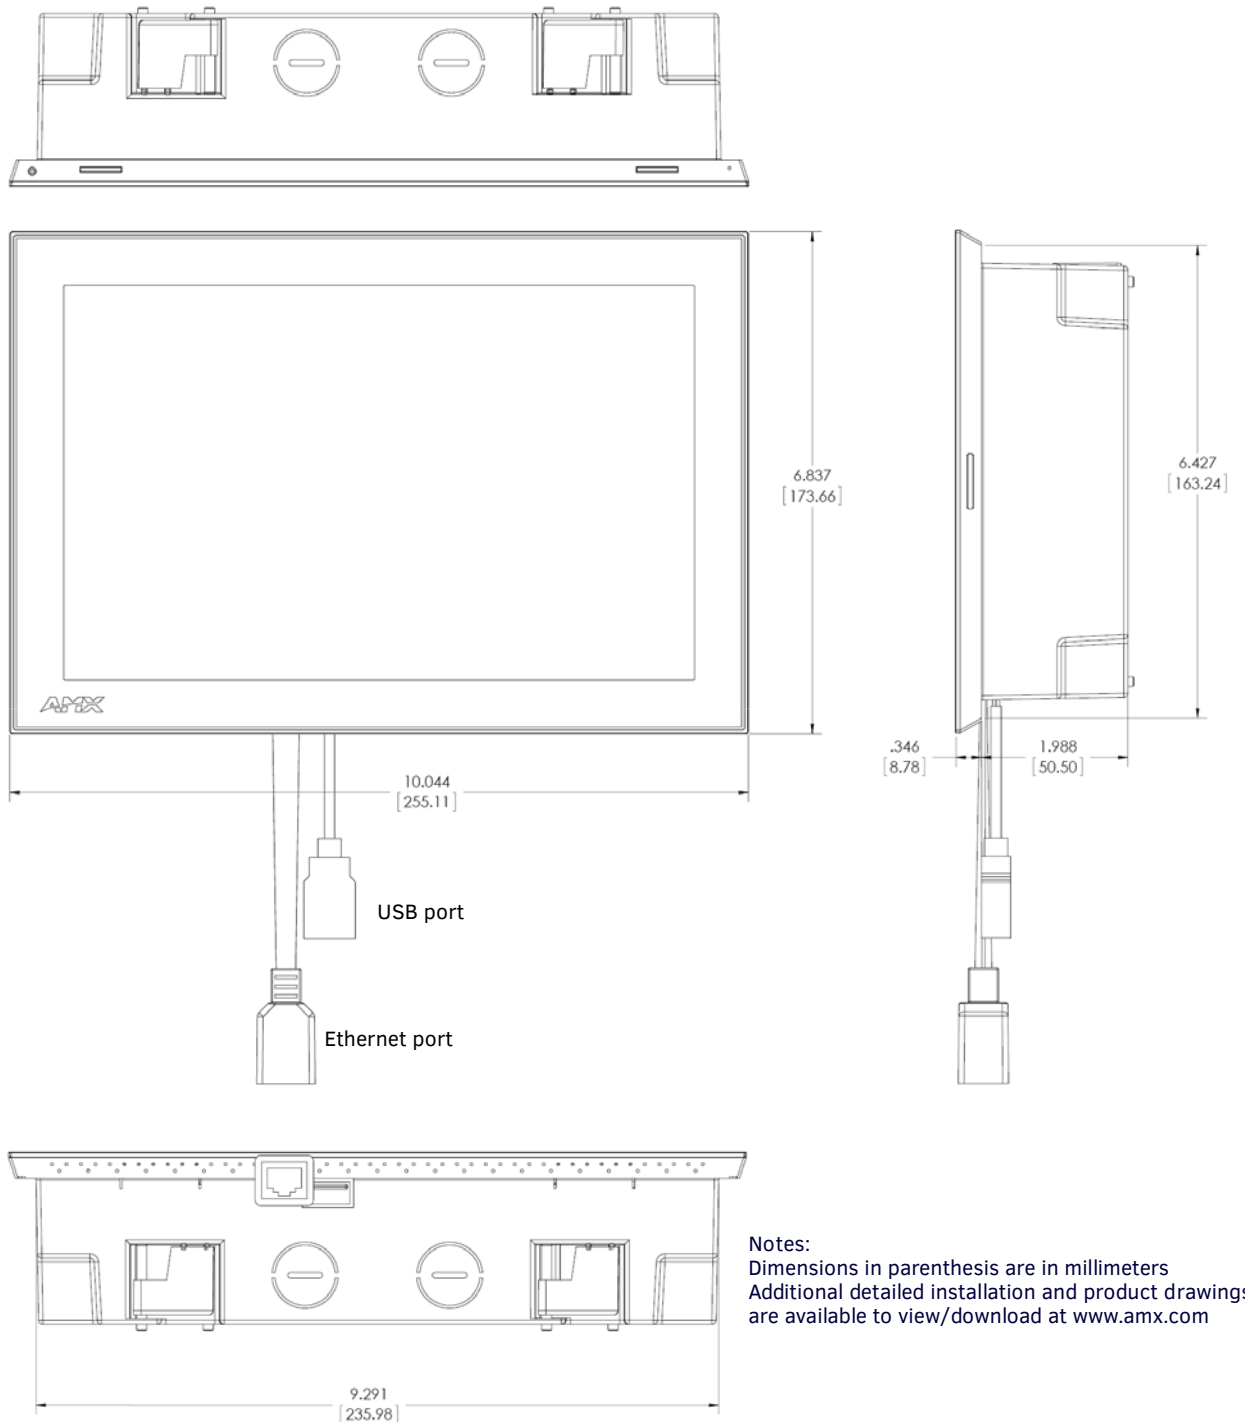 6.837
[173.66]
6.427
[163.24]
AMX
.346
[8.78]
1.988
[50.50]
10.044
[255.11]
USB port
Ethernet port
Notes:
Dimensions in parenthesis are in millimeters
Additional detailed installation and product drawings
are available to view/download at www.amx.com
9.291
[235.98]